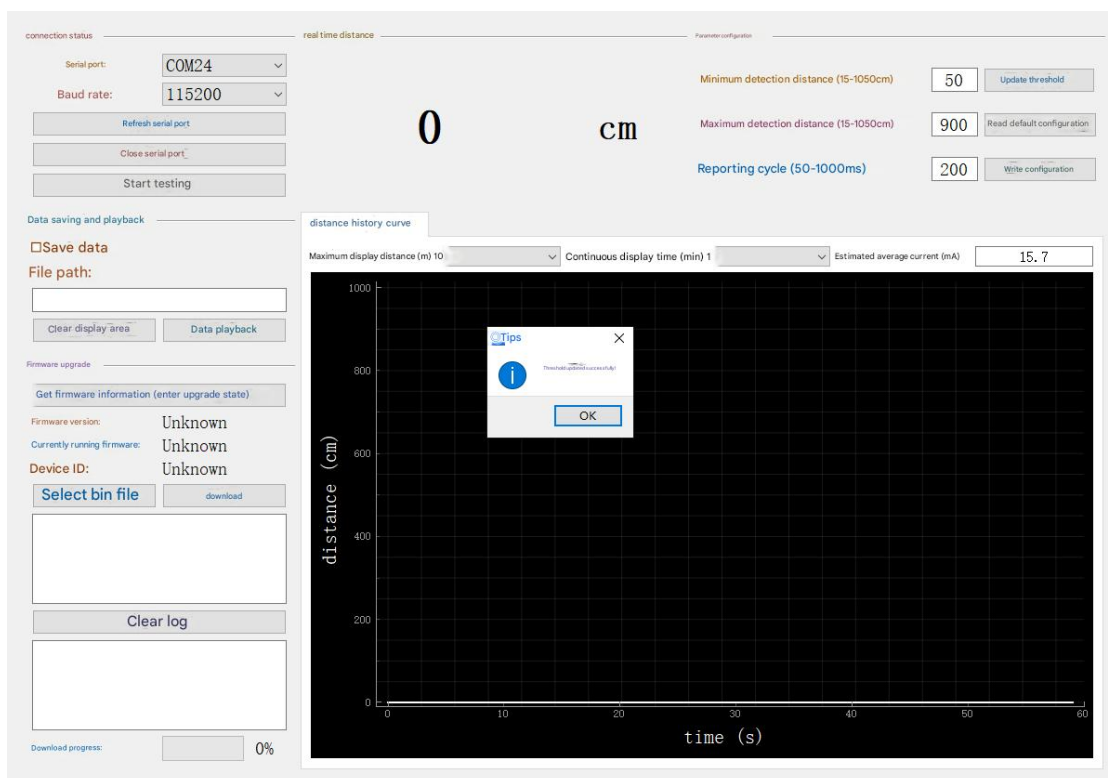 connection status
Serial port:
COM24
Baud rate:
115200
Refresh serial port
Close serial port
Start testing
real time distance
0 cm
Parameter configuration
Minimum detection distance (15-1050cm)
50
Update threshold
Maximum detection distance (15-1050cm)
900
Read default configuration
Reporting cycle (50-1000ms)
200
Write configuration
Data saving and playback
Save data
File path:
Clear display area
Data playback
Firmware upgrade
Get firmware information (enter upgrade state)
Firmware version:
Unknown
Currently running firmware:
Unknown
Device ID:
Unknown
Select bin file
download
Clear log
Download progress:
0%
distance history curve
Maximum display distance (m) 10
Continuous display time (min) 1
Estimated average current (mA)
15.7
1000
800
600
400
200
0
distance (cm)
0
10
20
30
40
50
60
time (s)
Tips
Threshold updated successfully!
OK